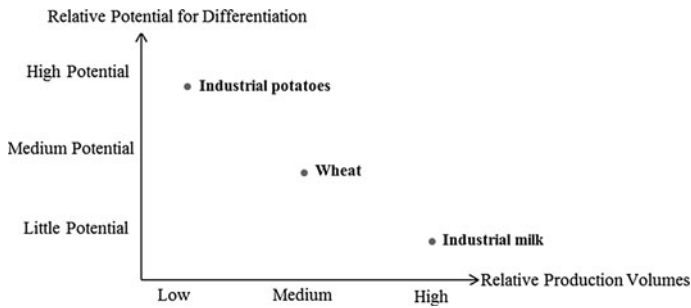 Relative Potential for Differentiation
High Potential
Industrial potatoes
Medium Potential
Wheat
Little Potential
Industrial milk
Relative Production Volumes
Low Medium High